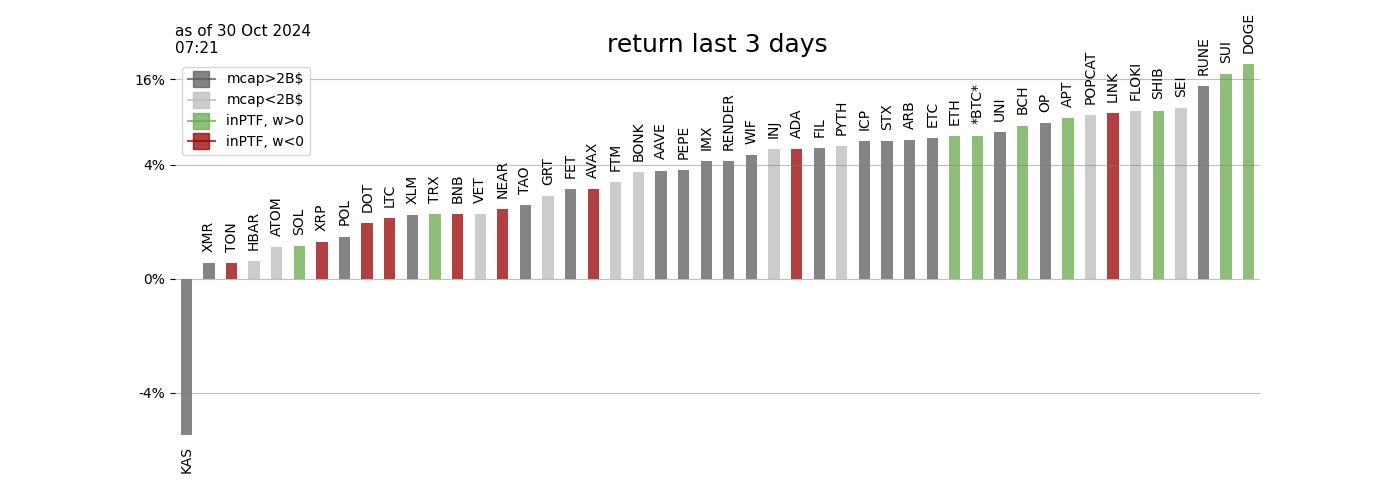 as of 30 Oct 2024
07:21
return last 3 days
mcap>2B$
mcap<2B$
inPTF, w>0
inPTF, w<0
16%
4%
0%
-4%
KAS
XMR
TON
HBAR
ATOM
SOL
XRP
POL
DOT
LTC
XLM
TRX
BNB
VET
NEAR
TAO
GRT
FET
AVAX
FTM
BONK
AAVE
PEPE
IMX
RENDER
WIF
INJ
ADA
FIL
PYTH
ICP
STX
ARB
ETC
ETH
*BTC*
UNI
BCH
OP
APT
POPCAT
LINK
FLOKI
SHIB
SEI
RUNE
SUI
DOGE